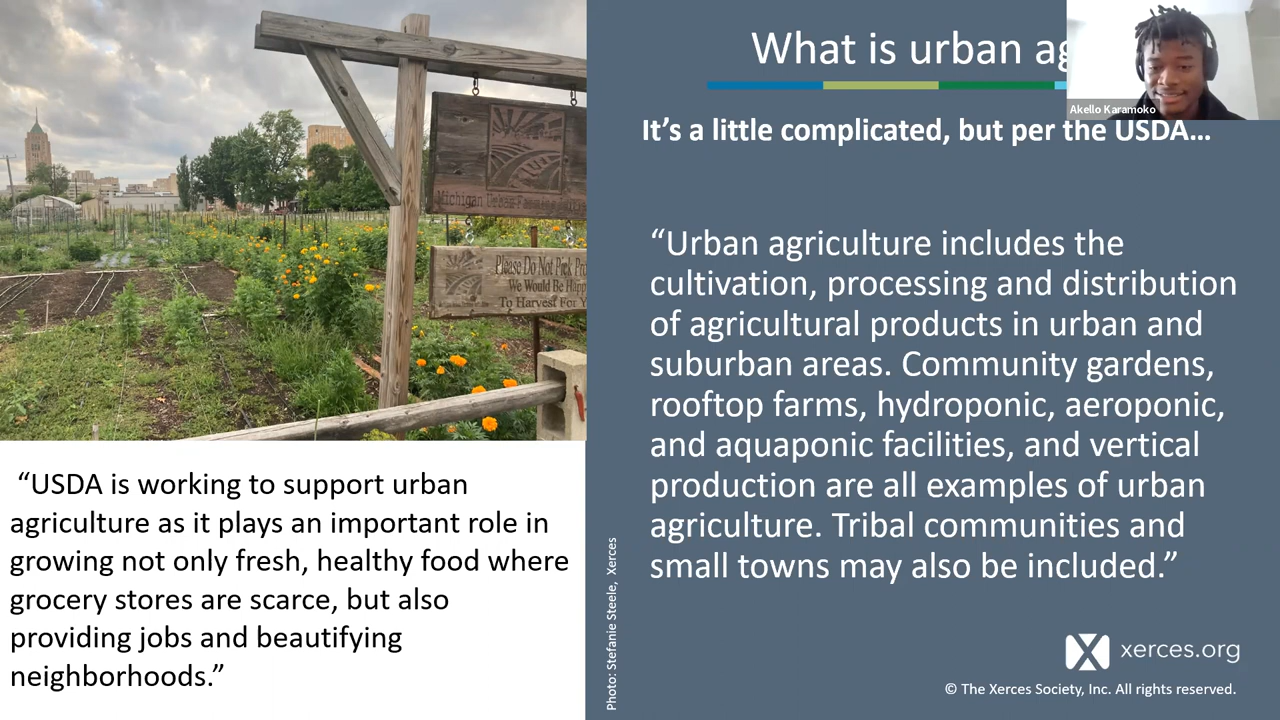 What is urban
Akello Karamoko
It’s a little complicated, but per the USDA…
Michigan Urban Farming
Please Do Not Pick
We Would Be
To Harvest For
“Urban agriculture includes the
cultivation, processing and distribution
of agricultural products in urban and
suburban areas. Community gardens,
rooftop farms, hydroponic, aeroponic,
and aquaponic facilities, and vertical
production are all examples of urban
agriculture. Tribal communities and
small towns may also be included.”
“USDA is working to support urban
agriculture as it plays an important role in
growing not only fresh, healthy food where
grocery stores are scarce, but also
providing jobs and beautifying
neighborhoods.”
Photo: Stefanie Steele, Xerces
xerces.org
© The Xerces Society, Inc. All rights reserved.